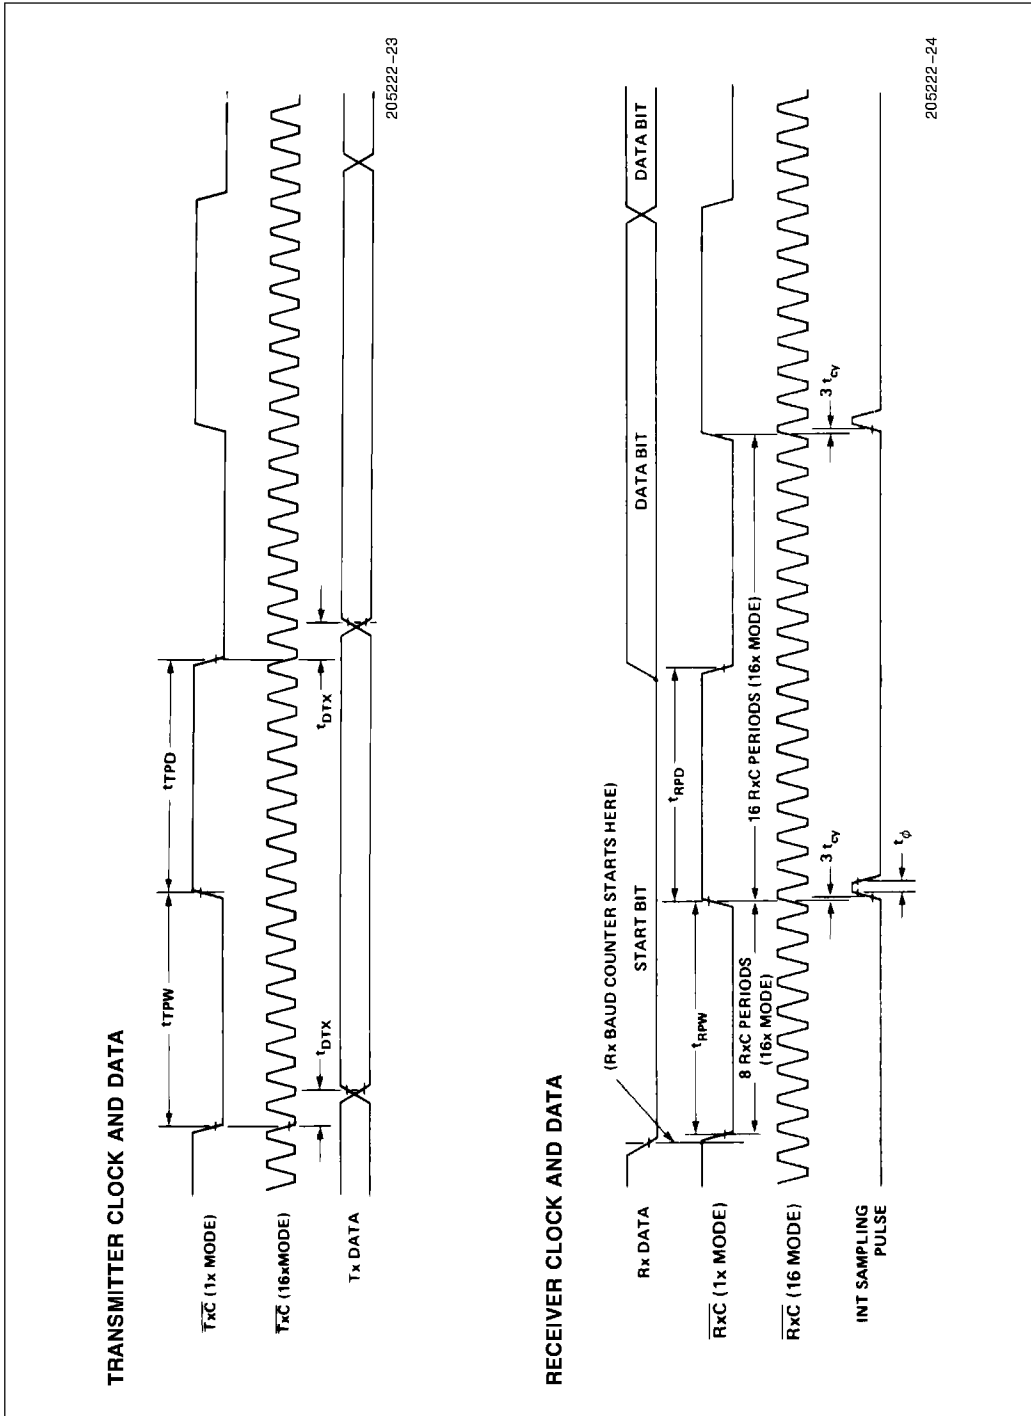 TRANSMITTER CLOCK AND DATA
tTPW
tTPD
TxC (1x MODE)
TxC (16xMODE)
tDTX
tDTX
Tx DATA
205222–23
RECEIVER CLOCK AND DATA
Rx DATA
START BIT
DATA BIT
DATA BIT
(Rx BAUD COUNTER STARTS HERE)
tRPW
tRPD
RxC (1x MODE)
8 RxC PERIODS
(16x MODE)
16 RxC PERIODS (16x MODE)
RxC (16 MODE)
3 tcy
3 tcy
INT SAMPLING
PULSE
tϕ
205222–24